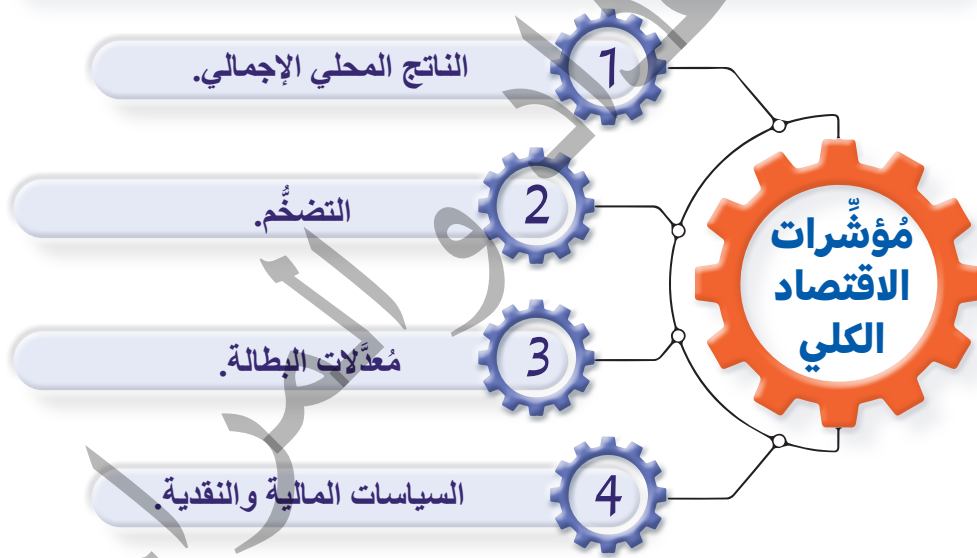 مُؤشِّرات
الاقتصاد
الكلي
1
الناتج المحلي الإجمالي.
2
التضخُّم.
3
مُعدَّلات البطالة.
4
السياسات المالية والنقدية.